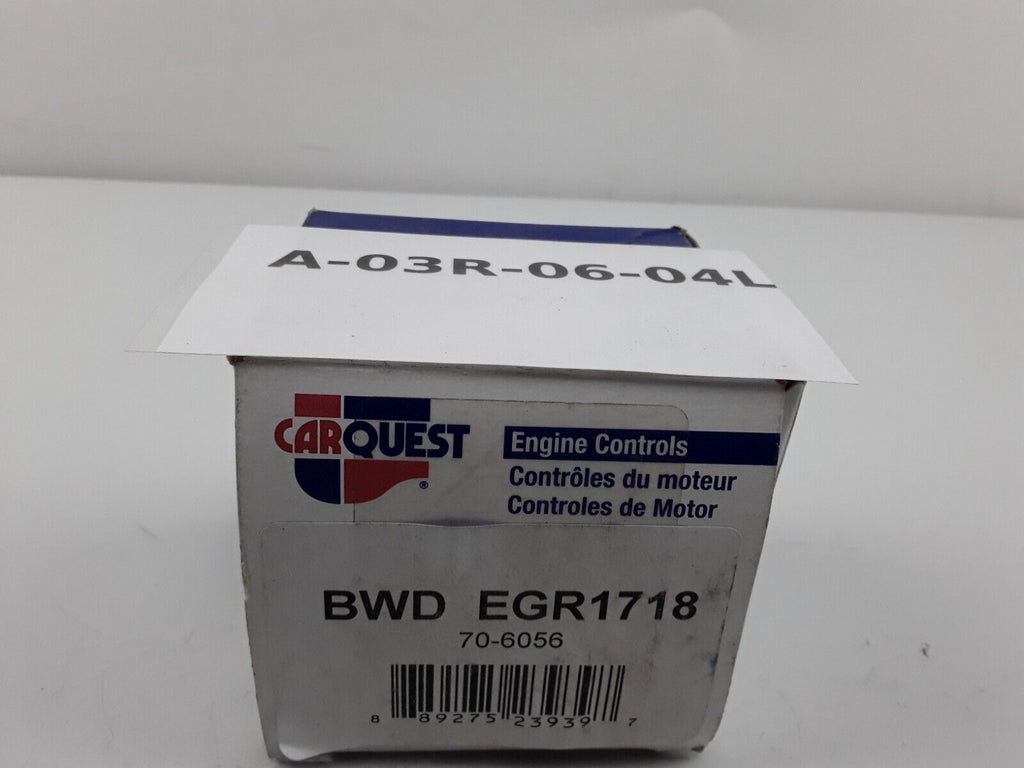 A-03R-06-04L
CARQUEST
®
Engine Controls
Contrôles du moteur
Controles de Motor
BWD EGR1718
70-6056
8 89275 23939 7